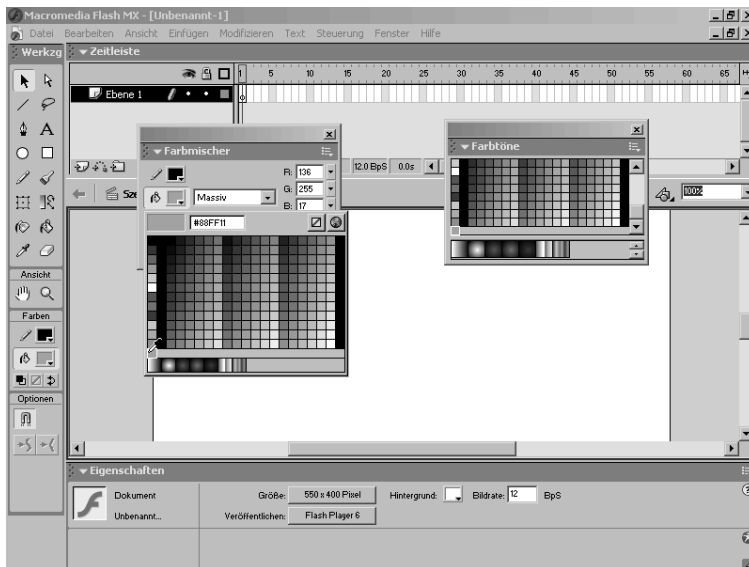 Macromedia Flash MX - [Unbenannt-1]
Datei Bearbeiten Ansicht Einfügen Modifizieren Text Steuerung Fenster Hilfe
Werkzg
Zeitleiste
1 5 10 15 20 25 30 35 40 45 50 55 60 65
Ebene 1
12.0 BpS 0.0s
Farbmischer
R: 136
G: 255
B: 17
Massiv
#88FF11
Farbtöne
Sze
100%
Ansicht
Farben
Optionen
Eigenschaften
Dokument
Unbenannt...
Größe: 550 x 400 Pixel
Hintergrund:
Bildrate: 12 BpS
Veröffentlichen: Flash Player 6